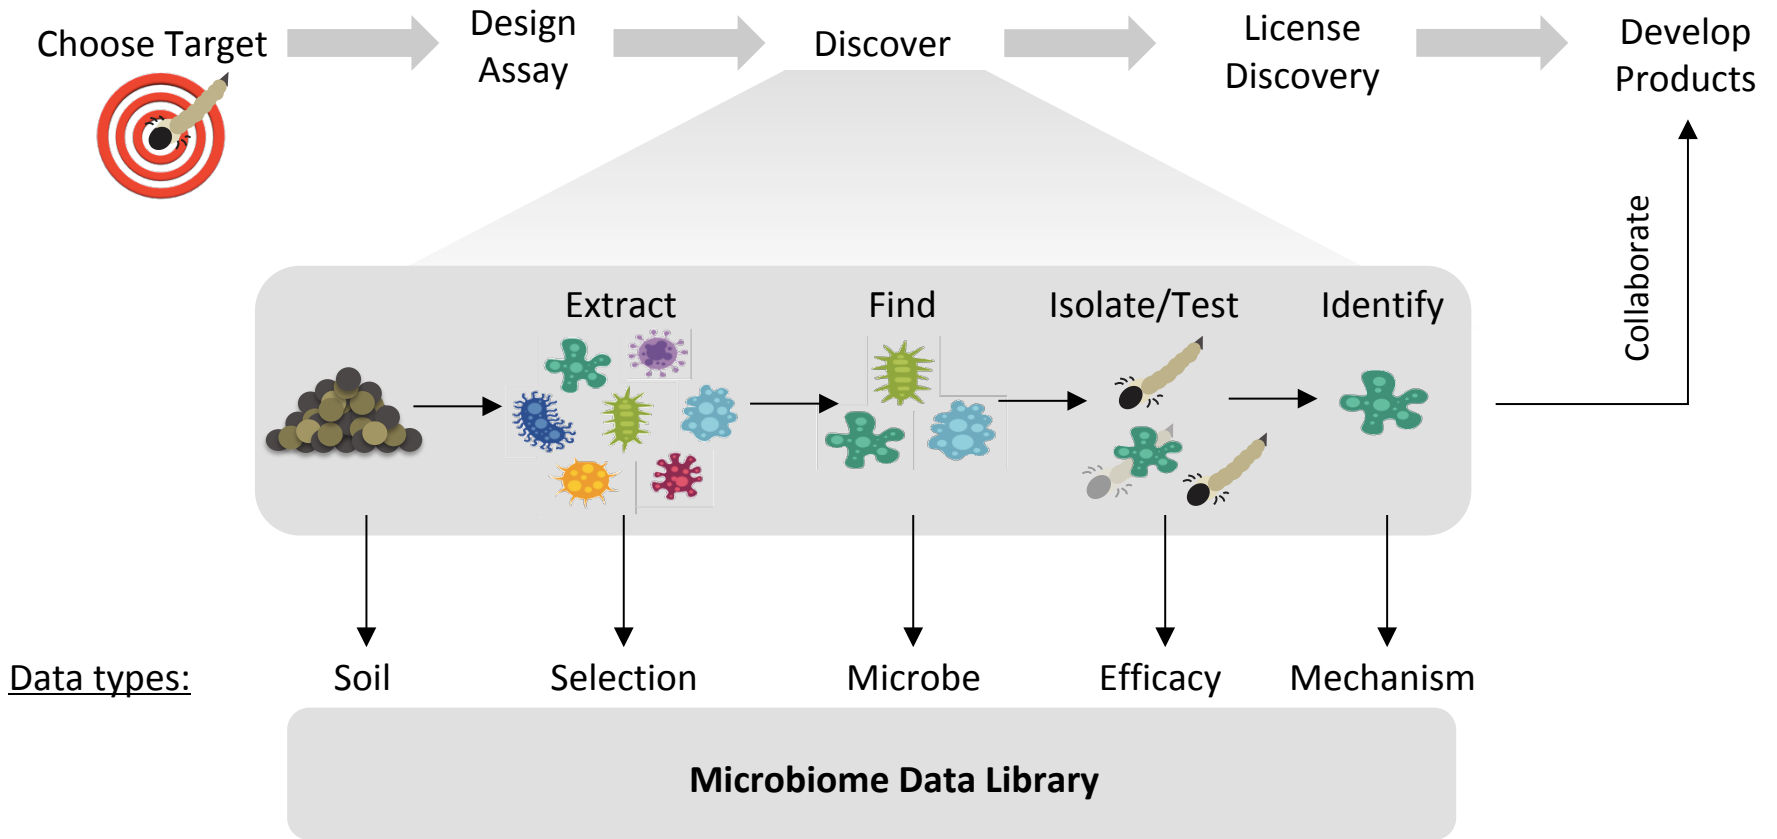 Choose Target
Design
Assay
Discover
License
Discovery
Develop
Products
Collaborate
Extract
Find
Isolate/Test
Identify
Data types:
Soil
Selection
Microbe
Efficacy
Mechanism
Microbiome Data Library